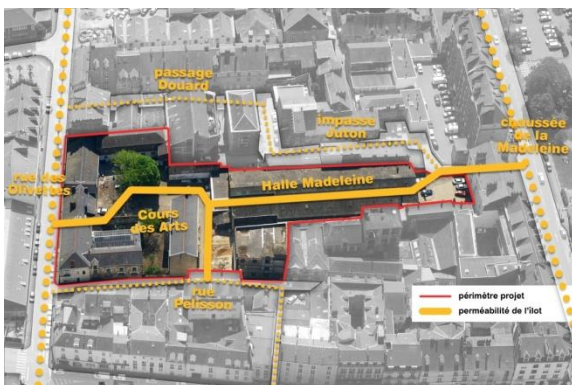 passage
Douard
impasse
Juton
chaussée
de la
Madeleine
rue des
Olivettes
Halle Madeleine
Cours
des Arts
rue
Pélisson
périmètre projet
perméabilité de l'îlot